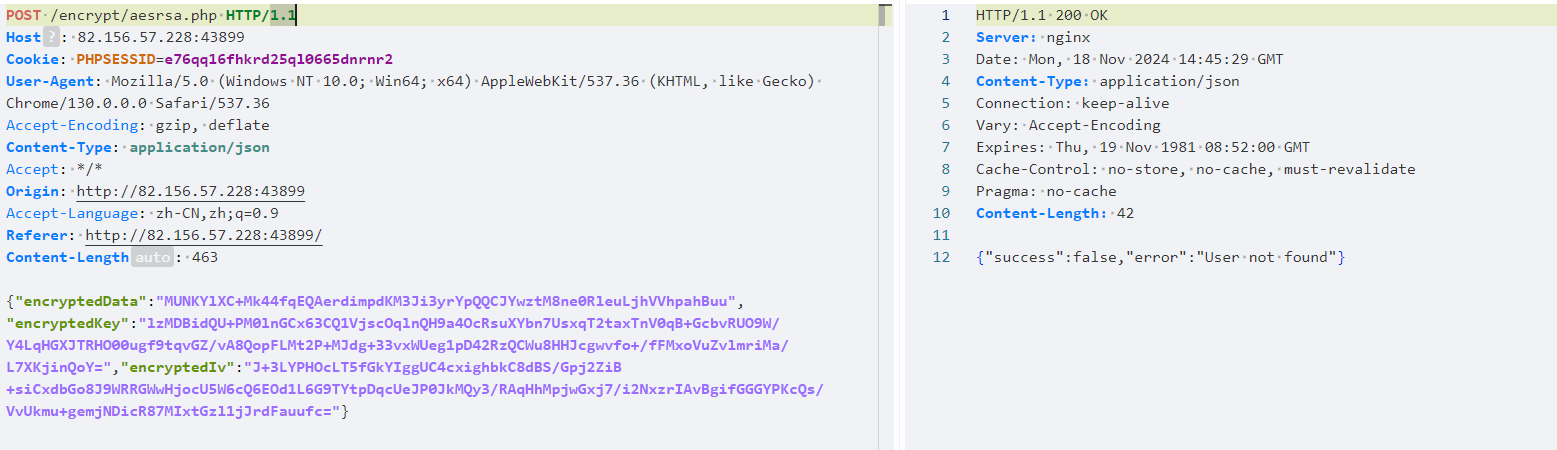 POST /encrypt/aesrsa.php HTTP/1.1
Host ? : 82.156.57.228:43899
Cookie: PHPSESSID=e76qq16fhkrd25ql0665dnrnr2
User-Agent: Mozilla/5.0 (Windows NT 10.0; Win64; x64) AppleWebKit/537.36 (KHTML, like Gecko)
Chrome/130.0.0.0 Safari/537.36
Accept-Encoding: gzip, deflate
Content-Type: application/json
Accept: */*
Origin: http://82.156.57.228:43899
Accept-Language: zh-CN,zh;q=0.9
Referer: http://82.156.57.228:43899/
Content-Length auto : 463
{"encryptedData":"MUNKYlXC+Mk44fqEQAerdimpdKM3Ji3yrYpQQCJYwztM8ne0RleuLjhVVhpahBuu",
"encryptedKey":"lzMDBidQU+PM0lnGCx63CQ1VjscOqlnQH9a4OcRsuXYbn7UsxqT2taxTnV0qB+GcbvRUO9W/
Y4LqHGXJTRHO00ugf9tqvGZ/vA8QopFLMt2P+MJdg+33vxWUeg1pD42RzQCWu8HHJcgwvfo+/fFMxoVuZvlmriMa/
L7XKjinQoY=","encryptedIv":"J+3LYPHOcLT5fGkYIggUC4cxighbkC8dBS/Gpj2ZiB
+siCxdbGo8J9WRRGWwHjocU5W6cQ6EOd1L6G9TYtpDqcUeJP0JkMQy3/RAqHhMpjwGxj7/i2NxzrIAvBgifGGGYPKcQs/
VvUkmu+gemjNDicR87MIxtGzl1jJrdFauufc="}
1 HTTP/1.1 200 OK
2 Server: nginx
3 Date: Mon, 18 Nov 2024 14:45:29 GMT
4 Content-Type: application/json
5 Connection: keep-alive
6 Vary: Accept-Encoding
7 Expires: Thu, 19 Nov 1981 08:52:00 GMT
8 Cache-Control: no-store, no-cache, must-revalidate
9 Pragma: no-cache
10 Content-Length: 42
11
12 {"success":false,"error":"User not found"}